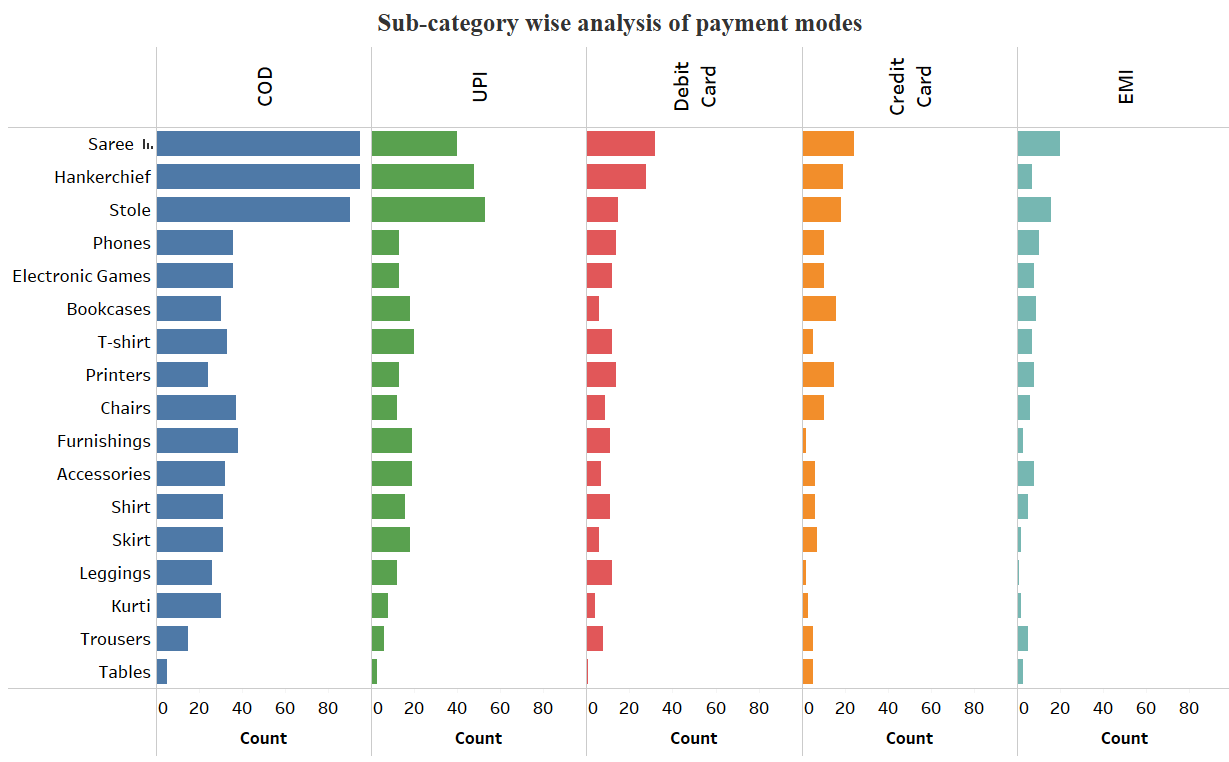 Sub-category wise analysis of payment modes
COD
UPI
Debit
Card
Credit
Card
EMI
Saree
Hankerchief
Stole
Phones
Electronic Games
Bookcases
T-shirt
Printers
Chairs
Furnishings
Accessories
Shirt
Skirt
Leggings
Kurti
Trousers
Tables
0 20 40 60 80 0 20 40 60 80 0 20 40 60 80 0 20 40 60 80 0 20 40 60 80
Count Count Count Count Count